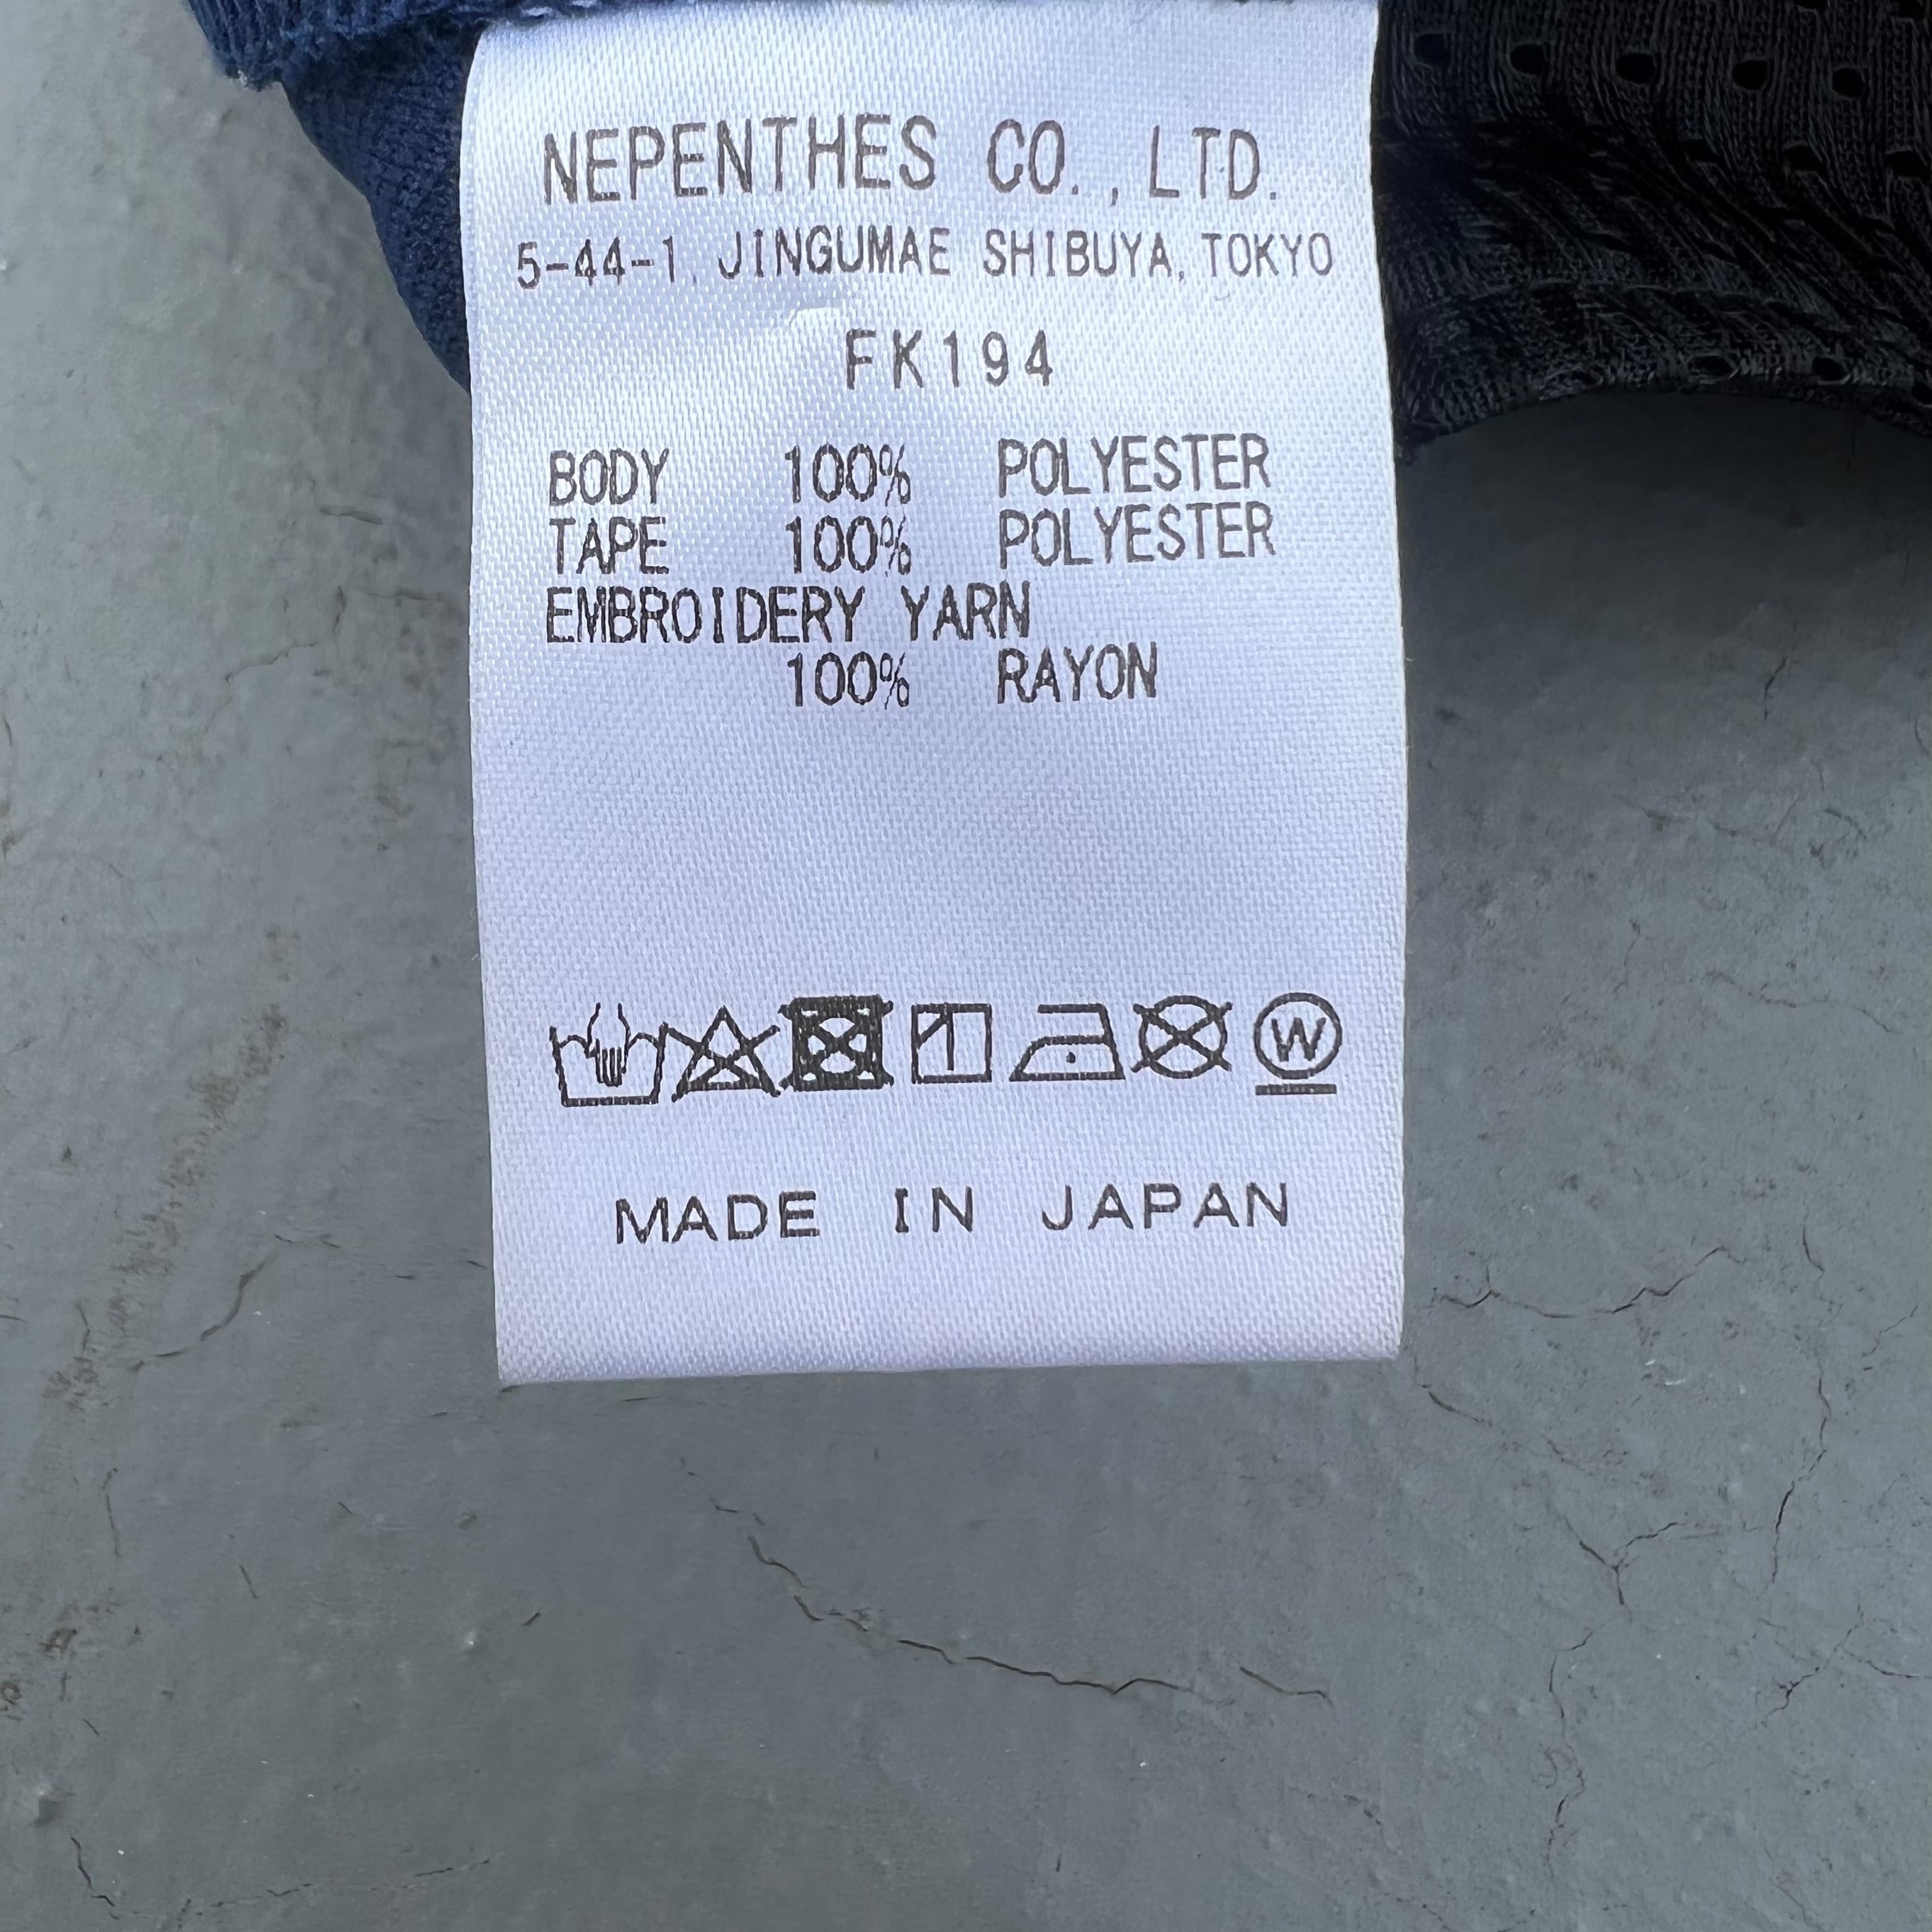 NEPENTHES CO., LTD.
5-44-1, JINGUMAE SHIBUYA, TOKYO
FK194
BODY 100% POLYESTER
TAPE 100% POLYESTER
EMBROIDERY YARN
100% RAYON
W
MADE IN JAPAN